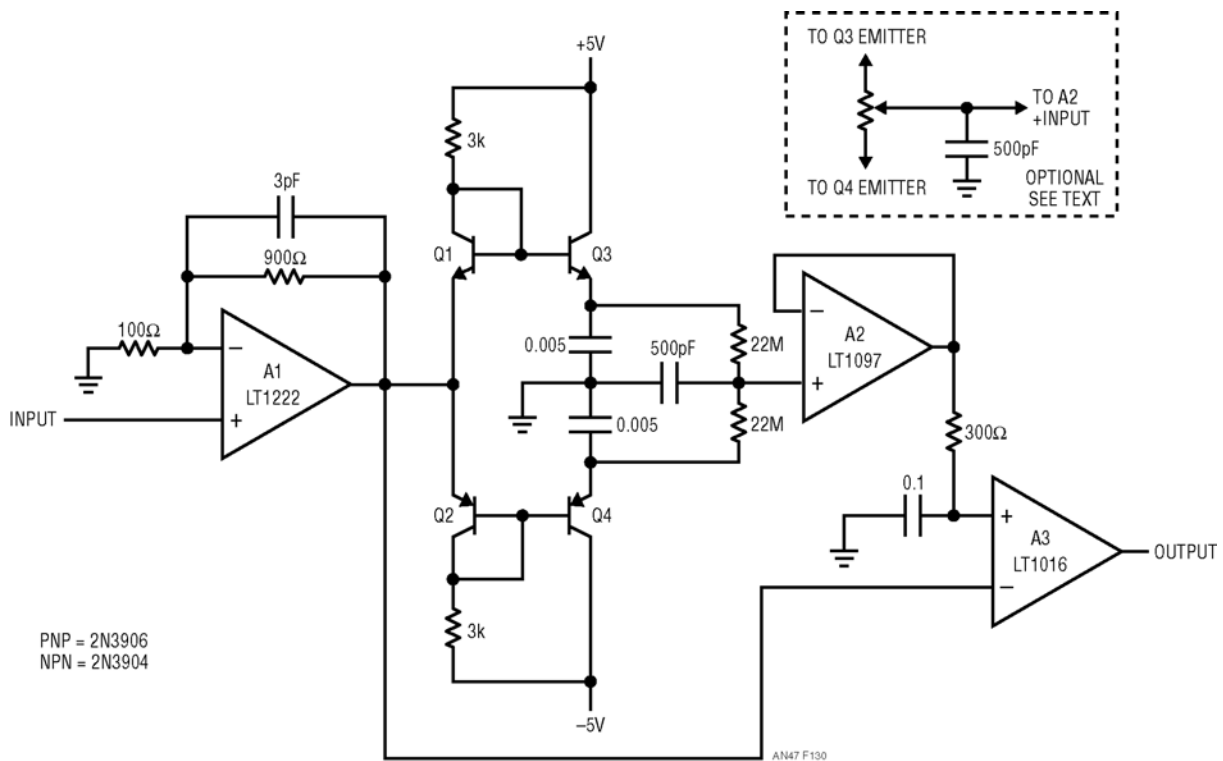 +5V
TO Q3 EMITTER
TO A2
+INPUT
500pF
TO Q4 EMITTER
OPTIONAL
SEE TEXT
3k
3pF
900Ω
Q1
Q3
100Ω
A1
LT1222
INPUT
0.005
500pF
22M
A2
LT1097
0.005
22M
300Ω
Q2
Q4
0.1
A3
LT1016
OUTPUT
3k
PNP = 2N3906
NPN = 2N3904
–5V
AN47 F130